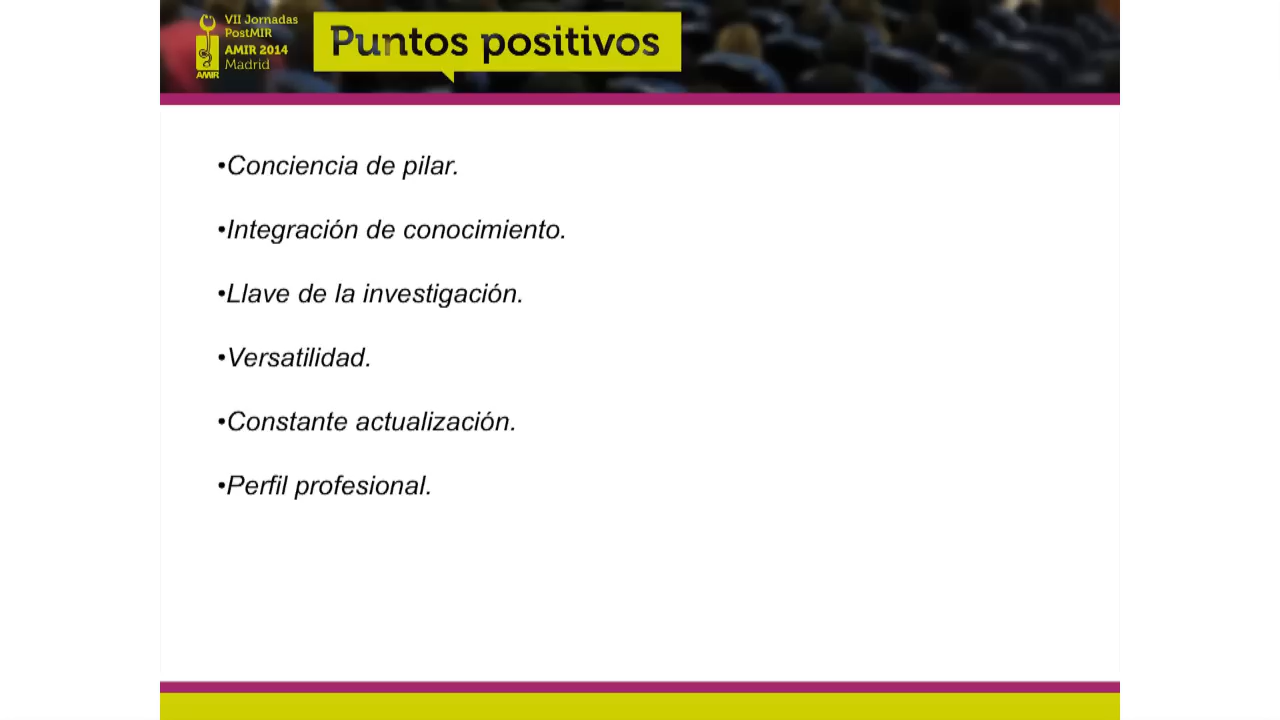 VII Jornadas
PostMIR
AMIR 2014
Madrid
AMIR
Puntos positivos
•Conciencia de pilar.
•Integración de conocimiento.
•Llave de la investigación.
•Versatilidad.
•Constante actualización.
•Perfil profesional.